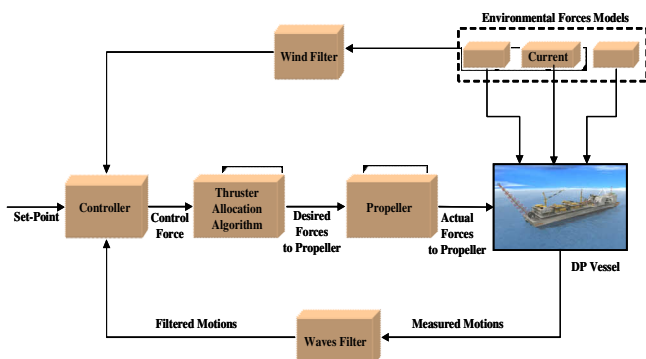 Environmental Forces Models
Wind Filter
Current
Set-Point
Controller
Control
Force
Thruster
Allocation
Algorithm
Desired
Forces
to Propeller
Propeller
Actual
Forces
to Propeller
DP Vessel
Filtered Motions
Waves Filter
Measured Motions